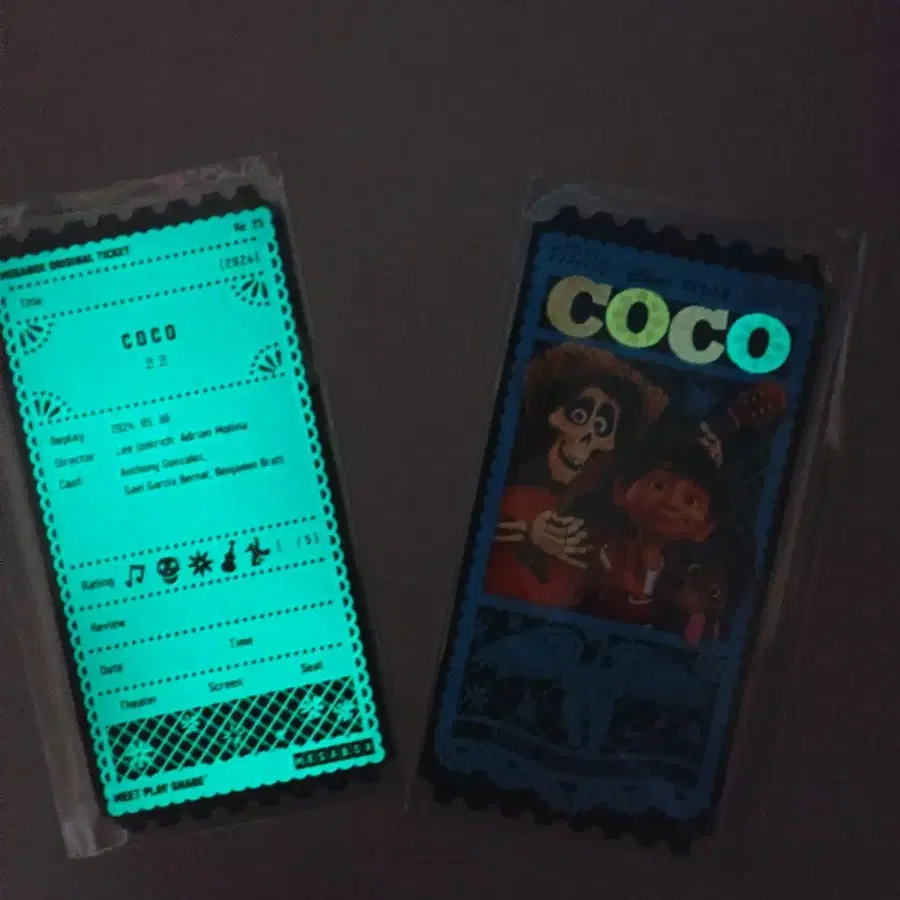 MEGABOX ORIGINAL TICKET
No.25
Title
(2024)
COCO
코코
Replay 2024.05.
Director Lee Unkrich, Adrian Molina
Cast Anthony Gonzalez,
Gael García Bernal, Benjamin Bratt
Rating ( /5)
Review
Date Time
Theater Screen Seat
MEET PLAY SHARE
MEGABOX
COCO